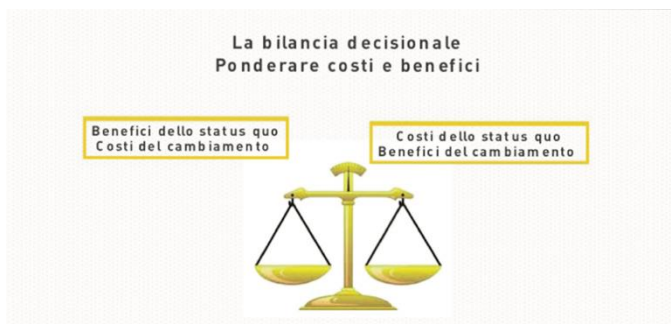 La bilancia decisionale
Ponderare costi e benefici
Benefici dello status quo
Costi del cambiamento
Costi dello status quo
Benefici del cambiamento